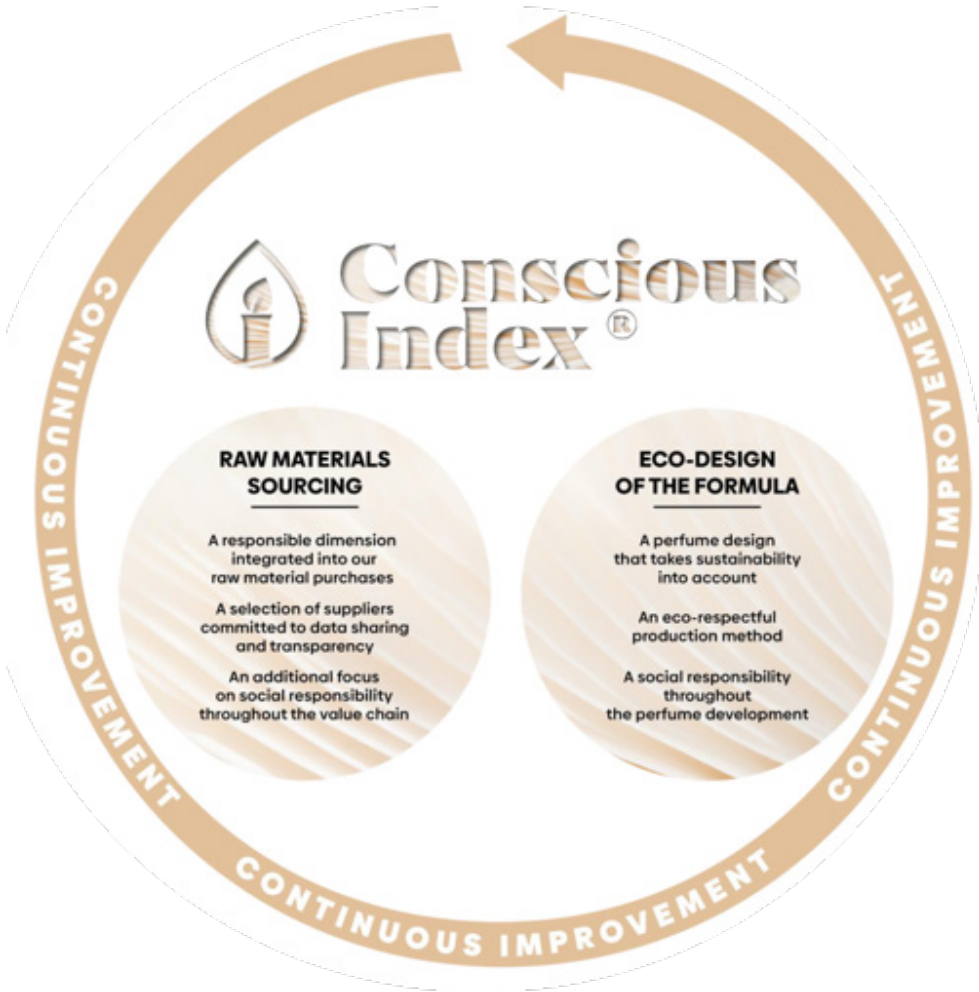 Conscious
Index®
RAW MATERIALS
SOURCING
A responsible dimension
integrated into our
raw material purchases
A selection of suppliers
committed to data sharing
and transparency
An additional focus
on social responsibility
throughout the value chain
ECO-DESIGN
OF THE FORMULA
A perfume design
that takes sustainability
into account
An eco-respectful
production method
A social responsibility
throughout
the perfume development
CONTINUOUS IMPROVEMENT
CONTINUOUS IMPROVEMENT
CONTINUOUS IMPROVEMENT